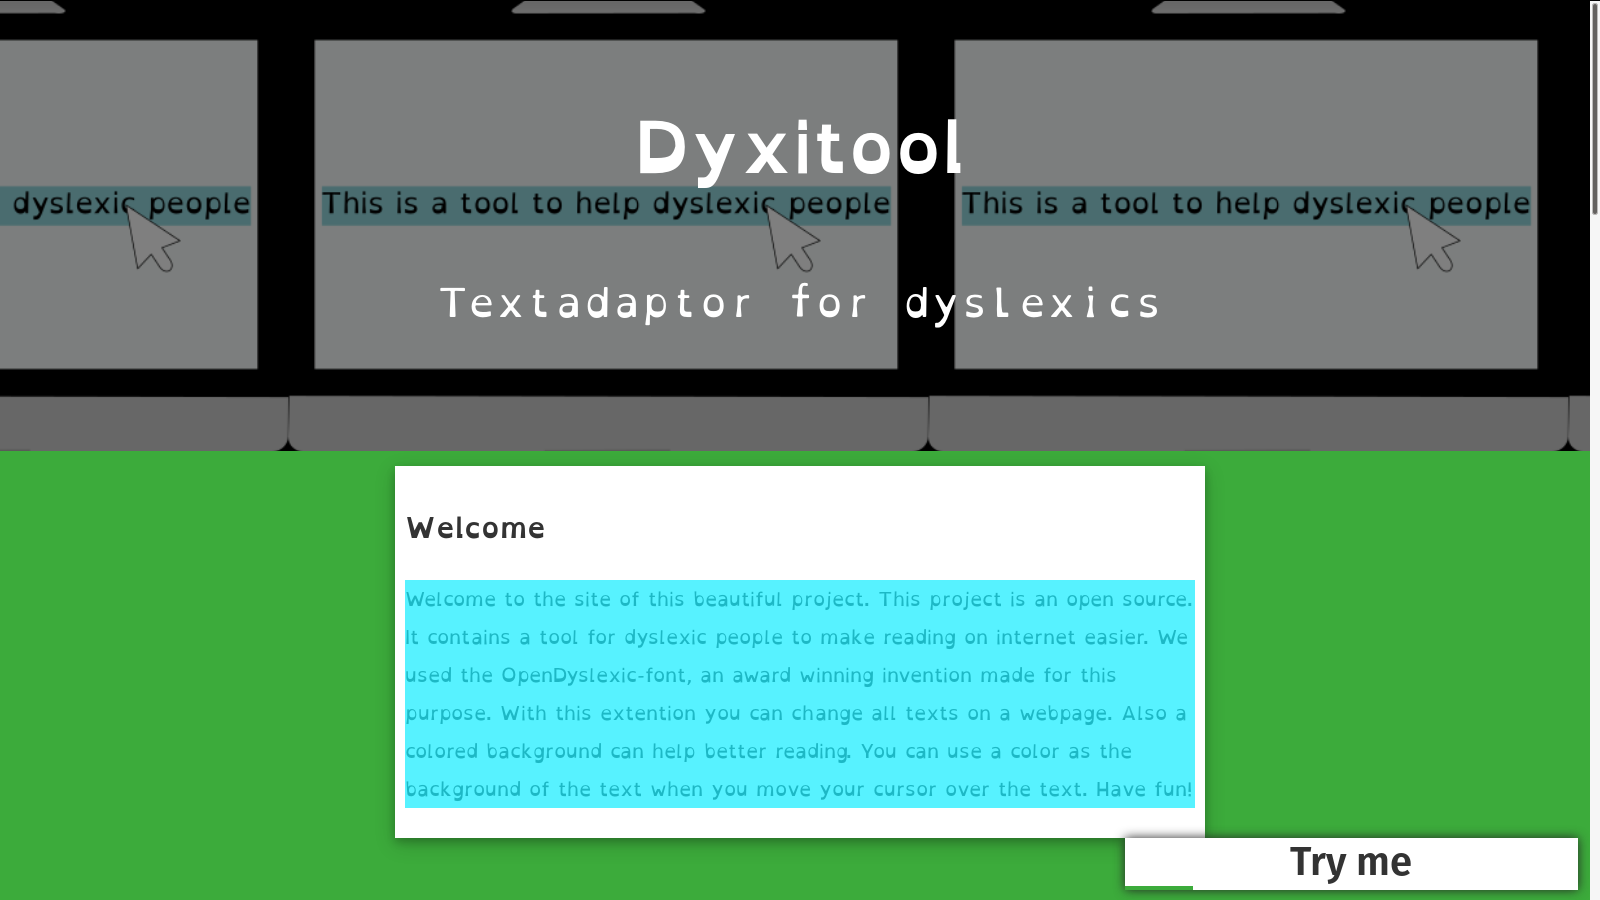 Dyxitool
dyslexic people
This is a tool to help dyslexic people
This is a tool to help dyslexic people
Textadaptor for dyslexics
Welcome
Welcome to the site of this beautiful project. This project is an open source.
It contains a tool for dyslexic people to make reading on internet easier. We
used the OpenDyslexic-font, an award winning invention made for this
purpose. With this extention you can change all texts on a webpage. Also a
colored background can help better reading. You can use a color as the
background of the text when you move your cursor over the text. Have fun!
Try me